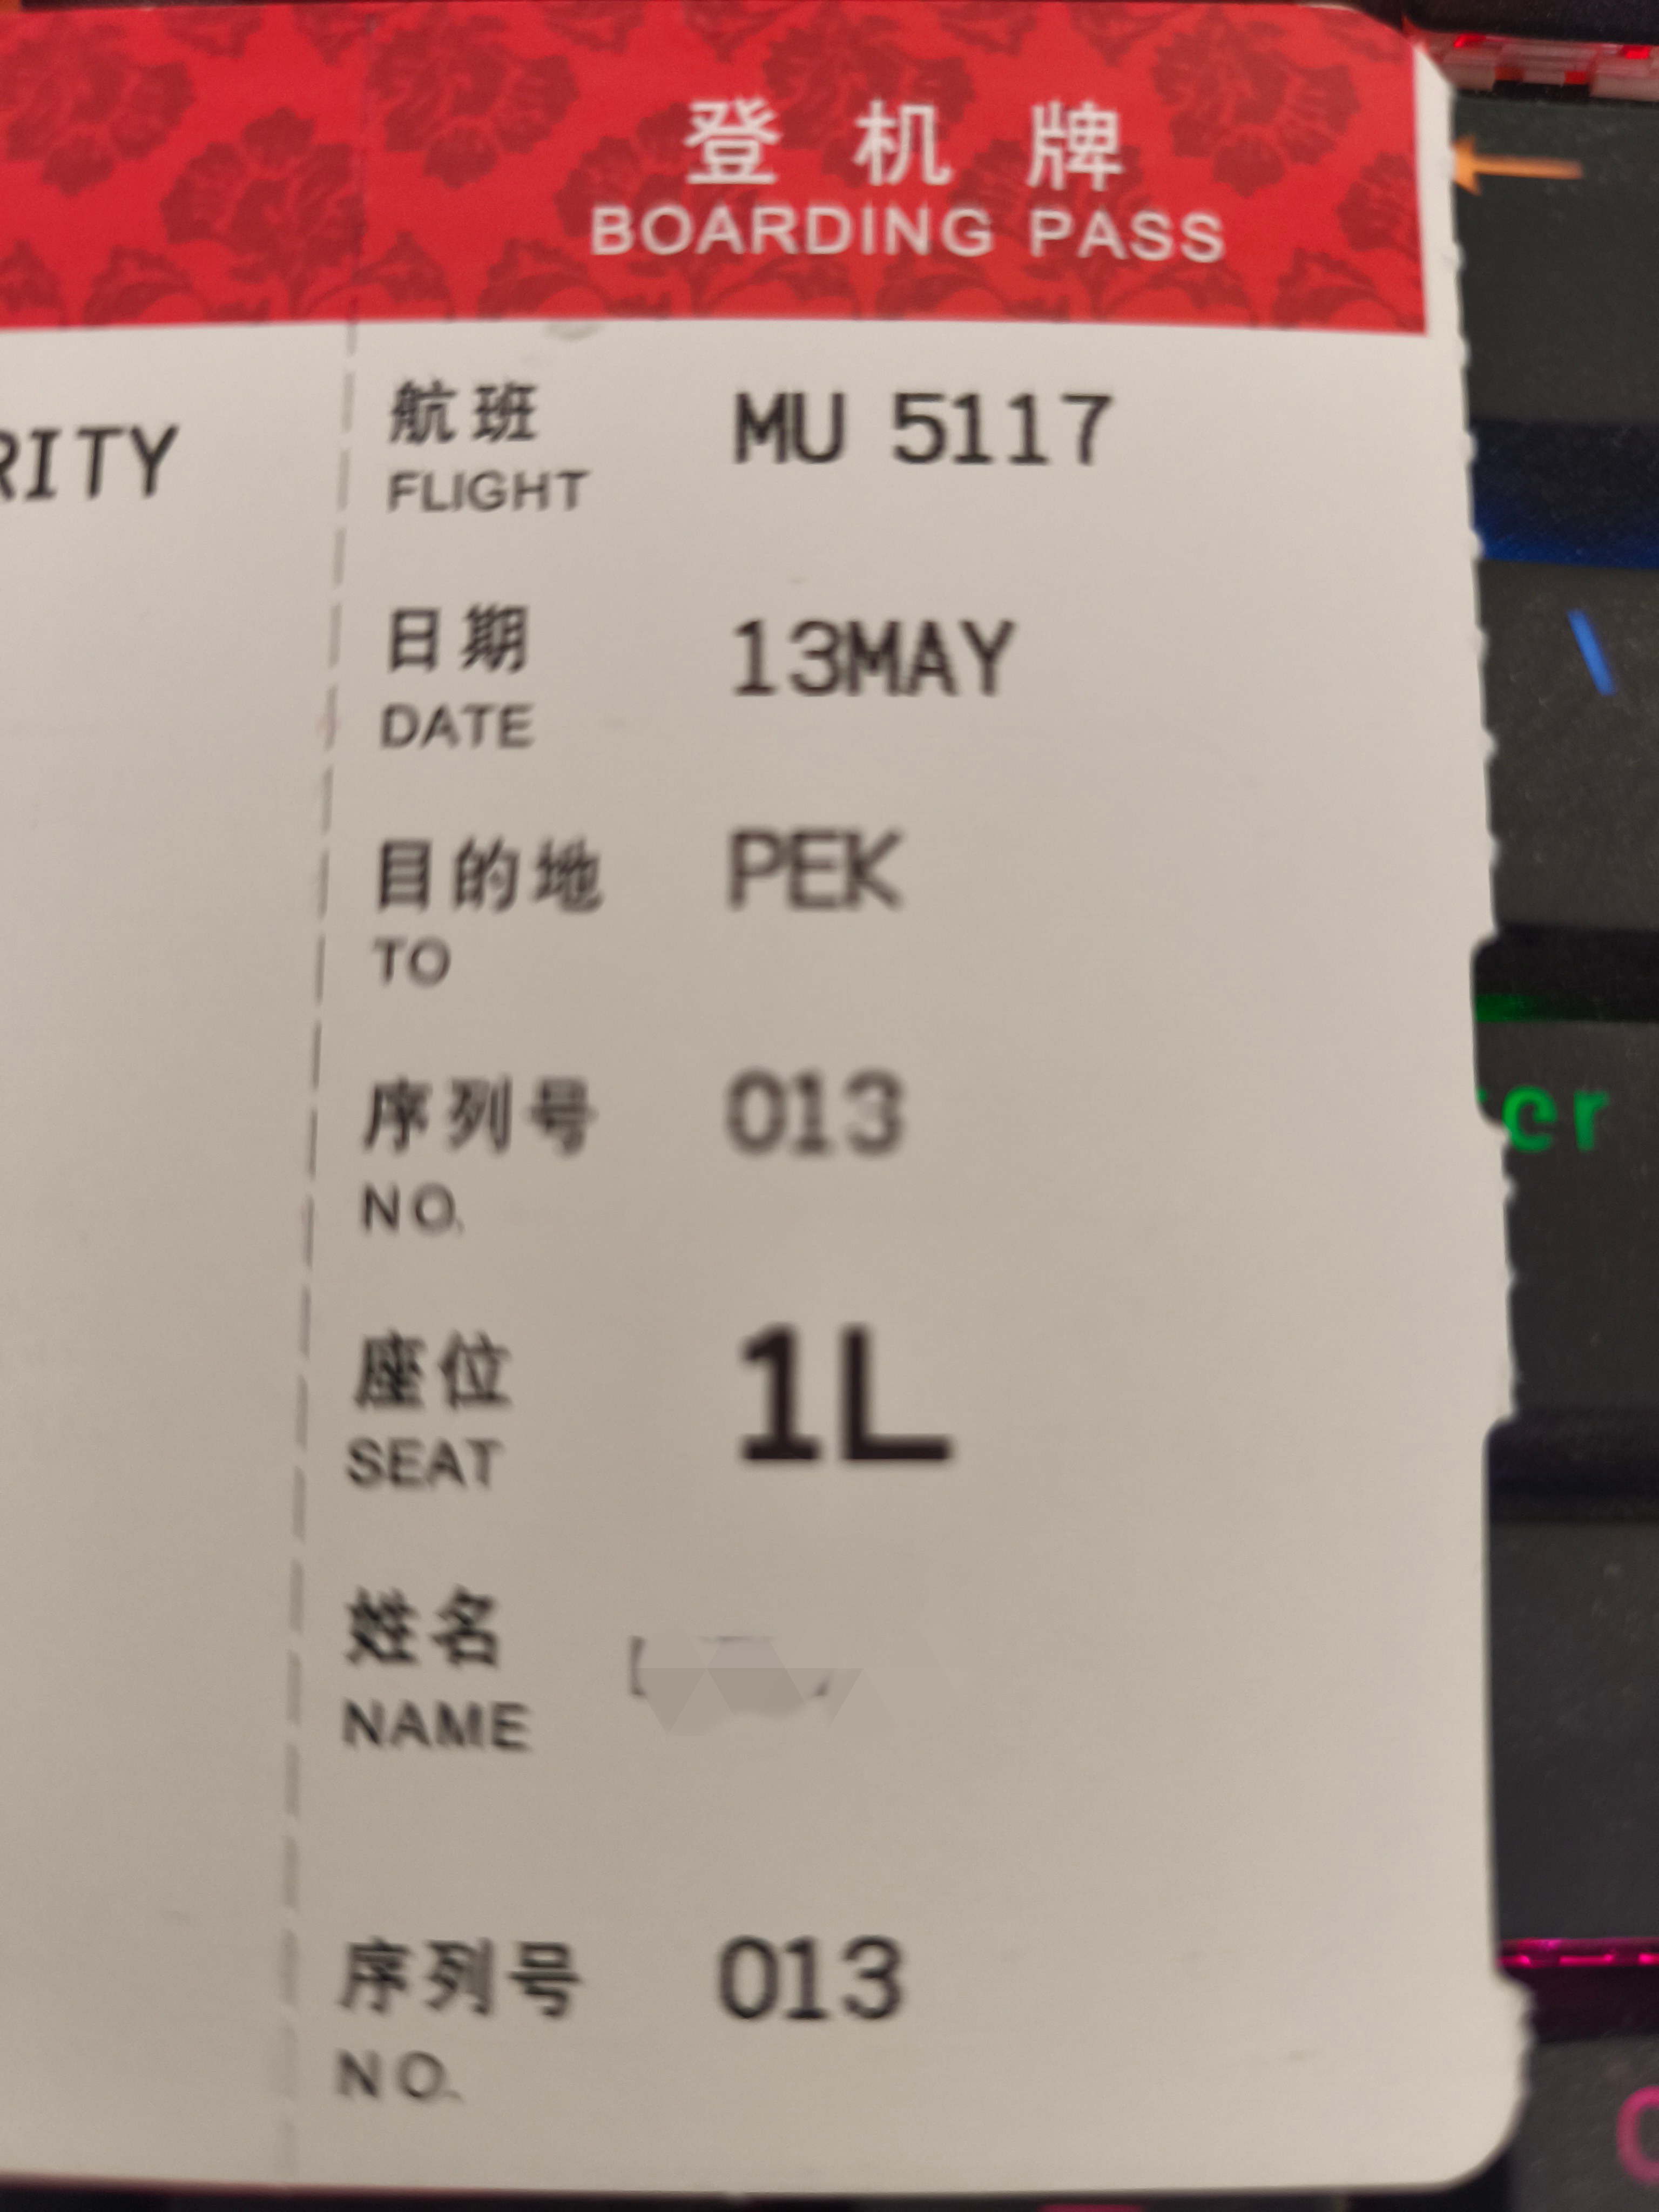 登机牌
BOARDING PASS
RITY
航班 MU 5117
FLIGHT
日期 13MAY
DATE
目的地 PEK
TO
序列号 013
NO.
座位 1L
SEAT
姓名
NAME
序列号 013
NO.
er
\